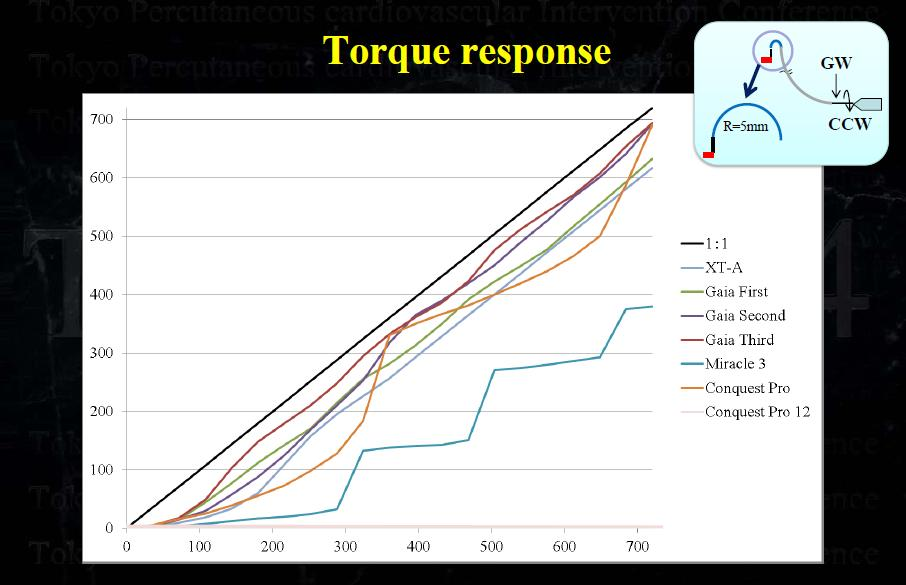 Tokyo Percutaneous cardiovascular Intervention Conference
Torque response
GW
CCW
R=5mm
700
600
500
400
300
200
100
0
0 100 200 300 400 500 600 700
1:1
XT-A
Gaia First
Gaia Second
Gaia Third
Miracle 3
Conquest Pro
Conquest Pro 12